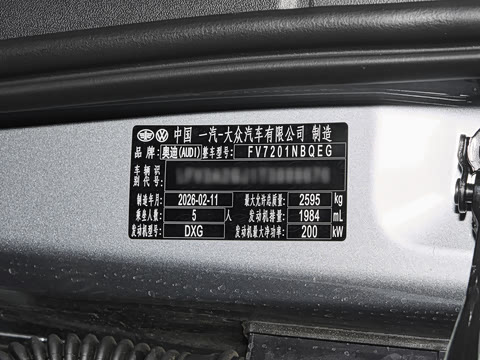 中国 一汽-大众汽车有限公司 制造
品牌: 奥迪(AUDI) 整车型号: FV7201NBQEG
车辆识别代号:
制造年月: 2026-02-11 最大允许总质量: 2595 kg
乘坐人数: 5 人 发动机排量: 1984 mL
发动机型号: DXG 发动机最大净功率: 200 kW